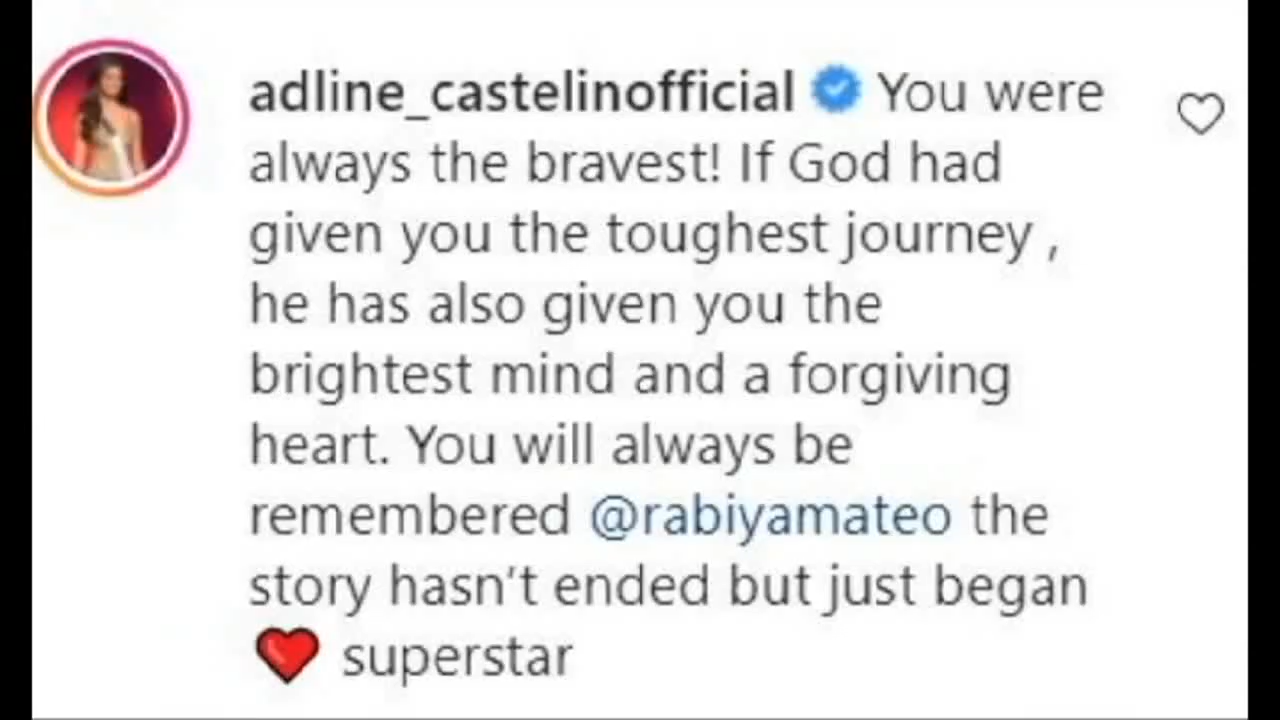 adline_castelinofficial You were
always the bravest! If God had
given you the toughest journey ,
he has also given you the
brightest mind and a forgiving
heart. You will always be
remembered @rabiyamateo the
story hasn't ended but just began
❤️ superstar